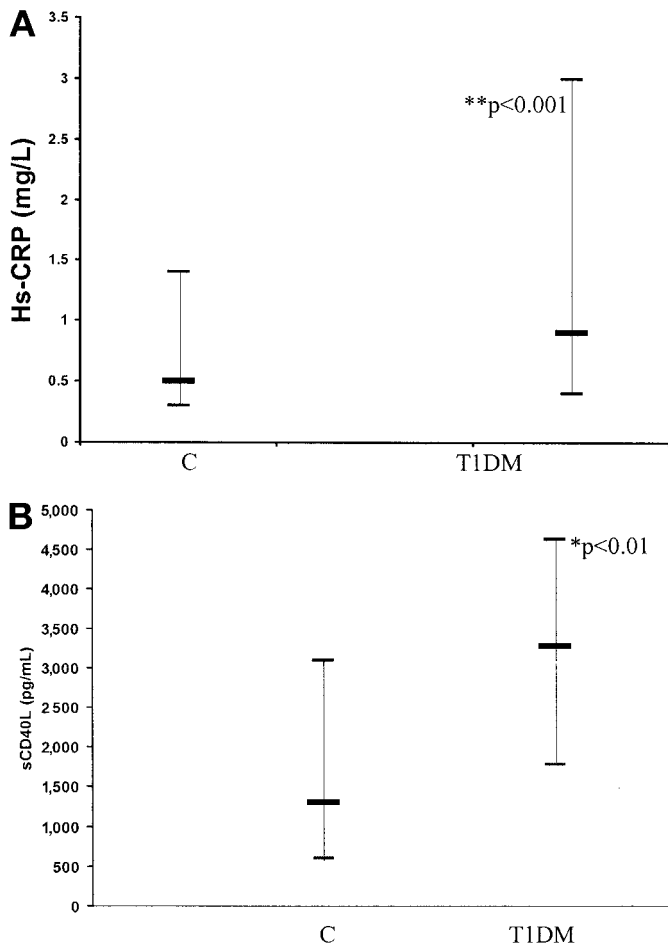 A
Hs-CRP (mg/L)
3.5
3
2.5
2
1.5
1
0.5
0
**p<0.001
C T1DM
B
sCD40L (pg/mL)
5,000
4,500
4,000
3,500
3,000
2,500
2,000
1,500
1,000
500
0
*p<0.01
C T1DM